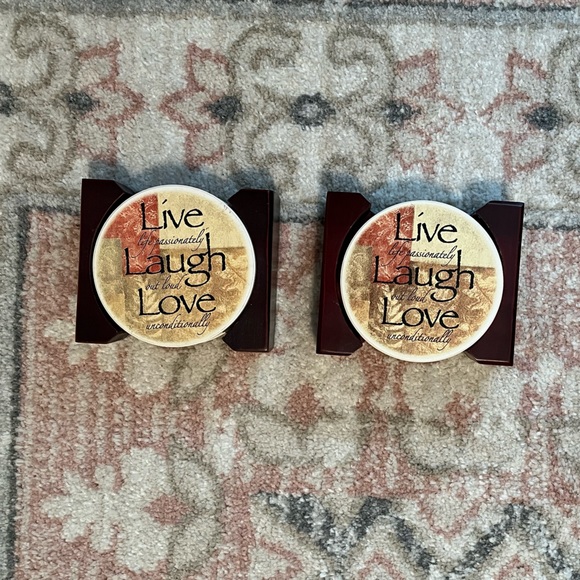 Live
life passionately
Laugh
out loud
Love
unconditionally
Live
life passionately
Laugh
out loud
Love
unconditionally